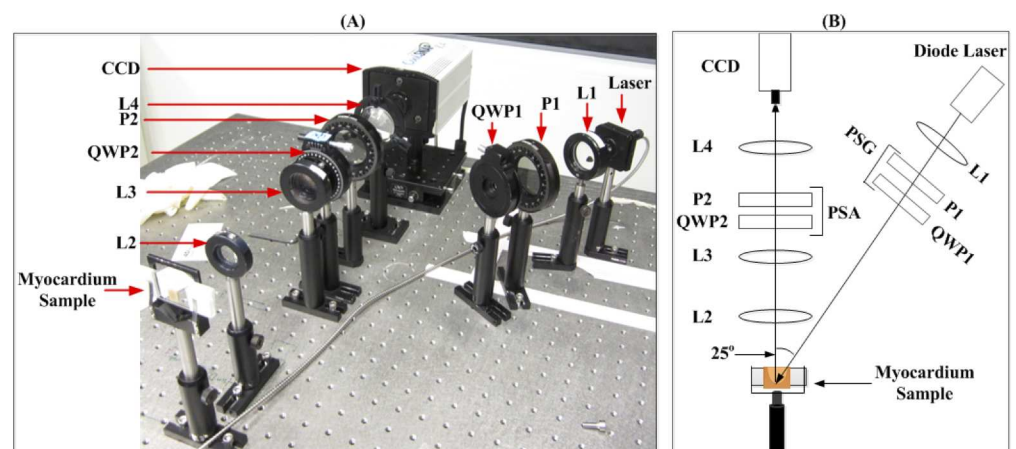 (A)
(B)
CCD
L4
P2
QWP2
L3
L2
Myocardium
Sample
QWP1
P1
L1
Laser
CCD
Diode Laser
L4
PSG
L1
P2
PSA
P1
QWP2
QWP1
L3
L2
25°
Myocardium
Sample